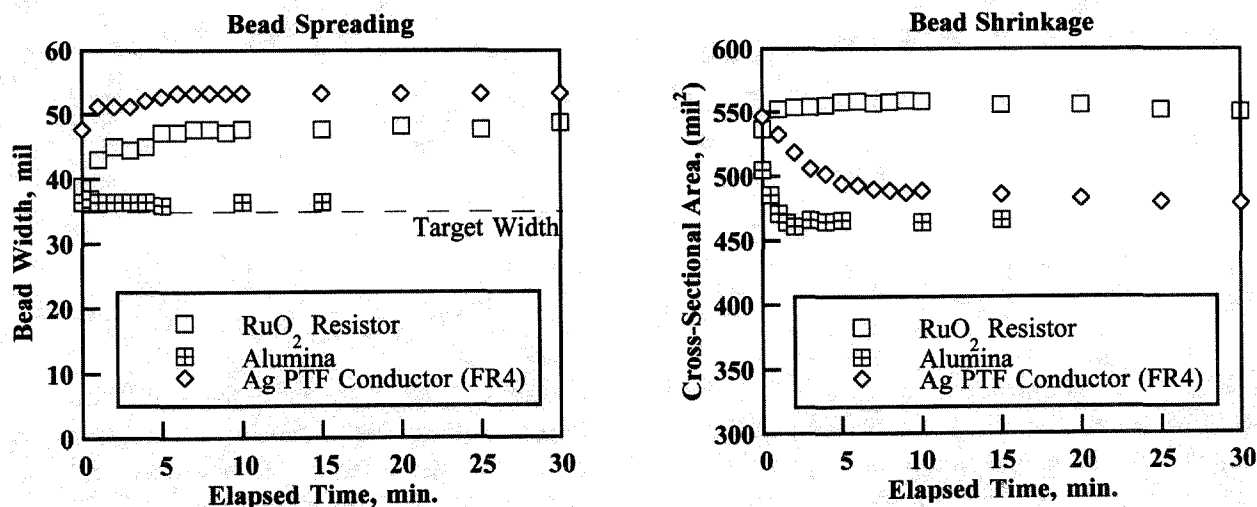 Bead Spreading
60
50
40
30
20
10
0
Bead Width, mil
Target Width
RuO2 Resistor
Alumina
Ag PTF Conductor (FR4)
0 5 10 15 20 25 30
Elapsed Time, min.
Bead Shrinkage
600
550
500
450
400
350
300
Cross-Sectional Area, (mil²)
RuO2 Resistor
Alumina
Ag PTF Conductor (FR4)
0 5 10 15 20 25 30
Elapsed Time, min.